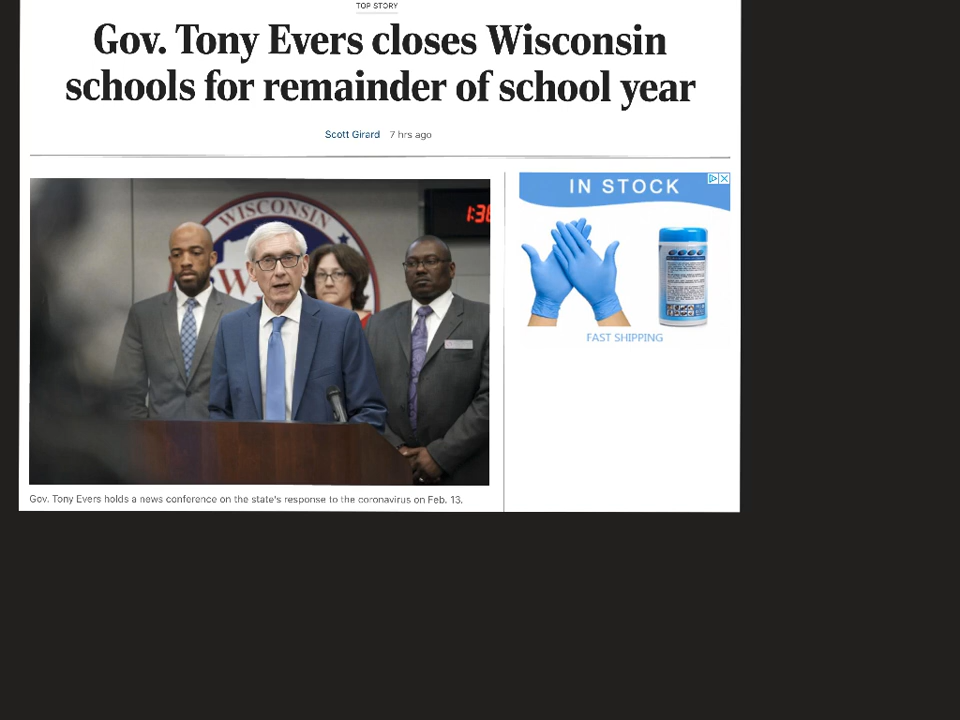 TOP STORY
Gov. Tony Evers closes Wisconsin
schools for remainder of school year
Scott Girard 7 hrs ago
IN STOCK
WISCONSIN
W
1:38
FAST SHIPPING
Gov. Tony Evers holds a news conference on the state's response to the coronavirus on Feb. 13.